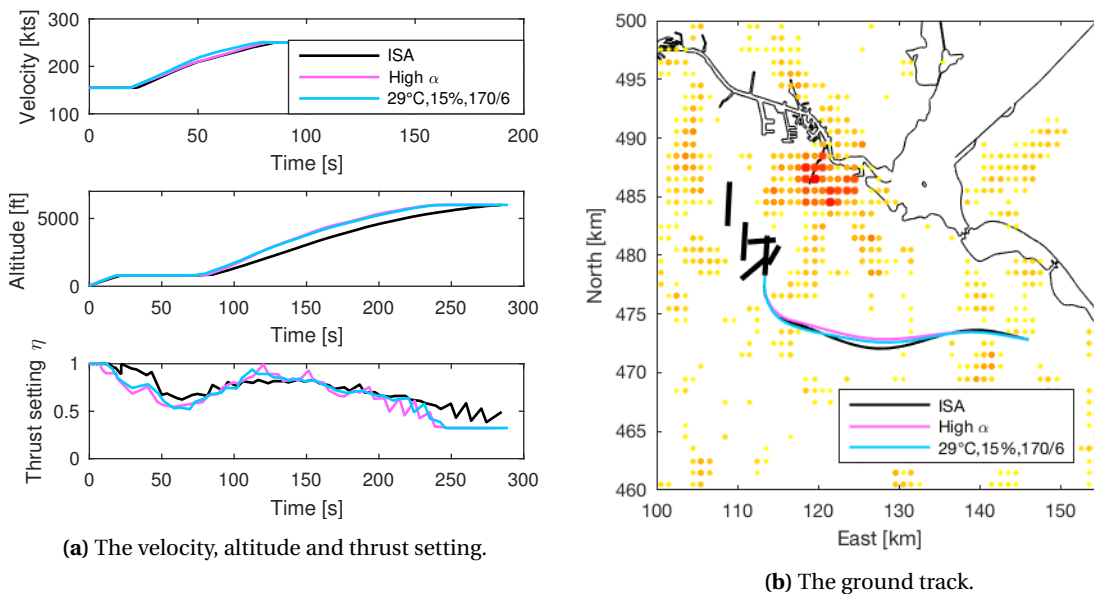 300
200
100
Velocity [kts]
ISA
High α
29°C,15%,170/6
0 50 100 150 200
Time [s]
5000
0
Altitude [ft]
0 50 100 150 200 250 300
Time [s]
1
0.5
0
Thrust setting η
0 50 100 150 200 250 300
Time [s]
(a) The velocity, altitude and thrust setting.
500
495
490
485
480
475
470
465
460
North [km]
ISA
High α
29°C,15%,170/6
100 110 120 130 140 150
East [km]
(b) The ground track.